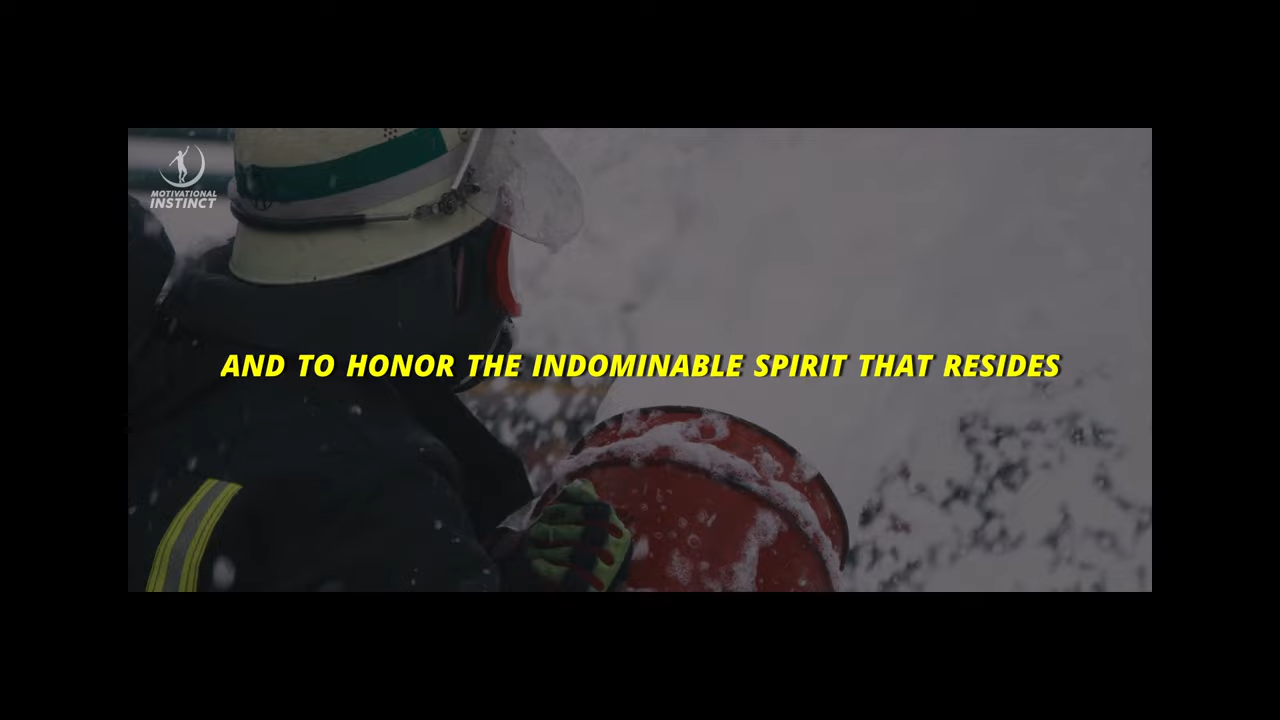 MOTIVATIONAL
INSTINCT
AND TO HONOR THE INDOMINABLE SPIRIT THAT RESIDES